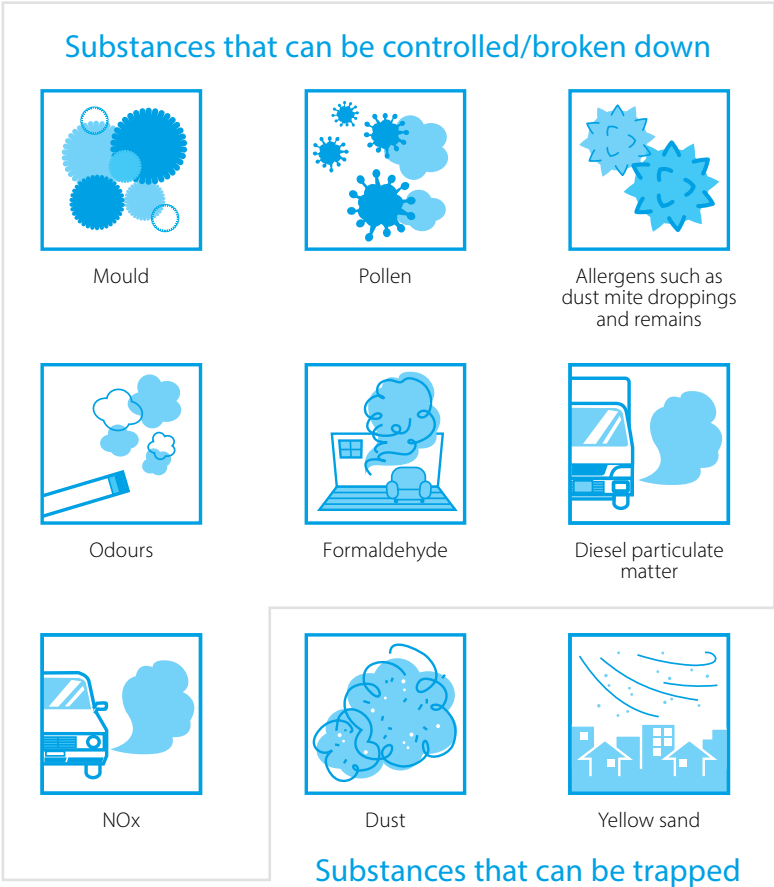 Substances that can be controlled/broken down
Mould
Pollen
Allergens such as
dust mite droppings
and remains
Odours
Formaldehyde
Diesel particulate
matter
NOx
Dust
Yellow sand
Substances that can be trapped